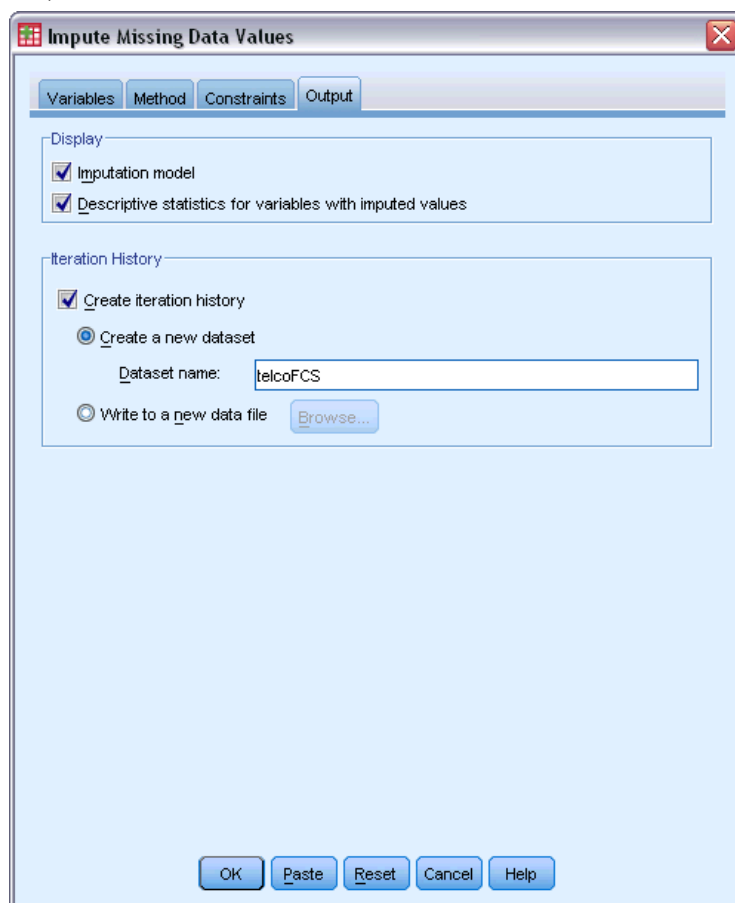 Impute Missing Data Values
Variables Method Constraints Output
Display
Imputation model
Descriptive statistics for variables with imputed values
Iteration History
Create iteration history
Create a new dataset
Dataset name: telcoFCS
Write to a new data file Browse...
OK Paste Reset Cancel Help